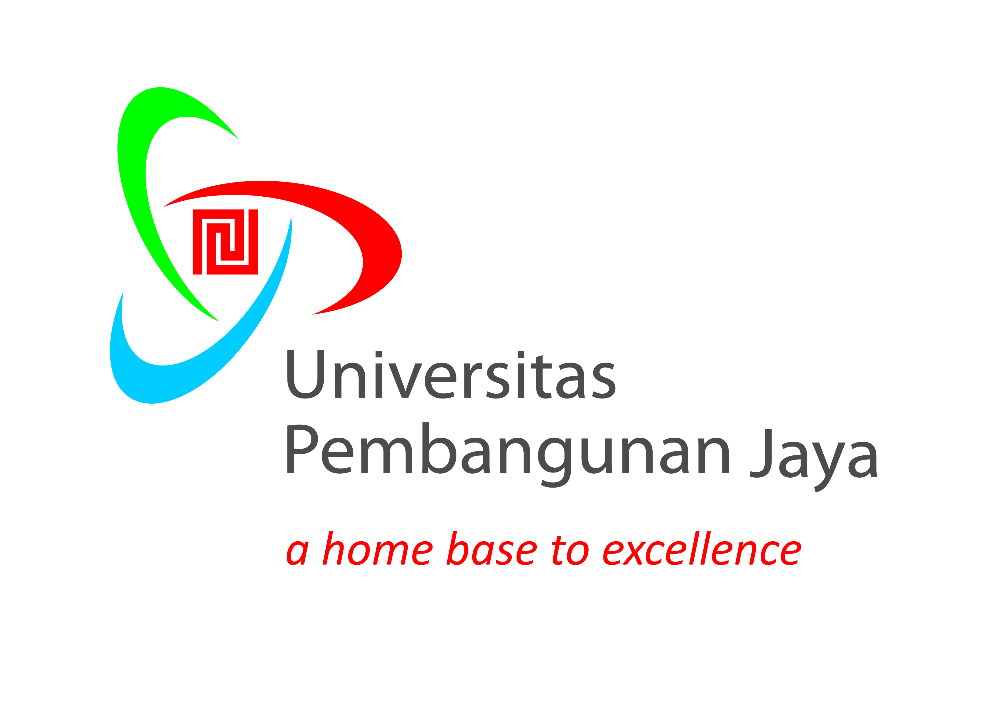 Universitas
Pembangunan Jaya
a home base to excellence